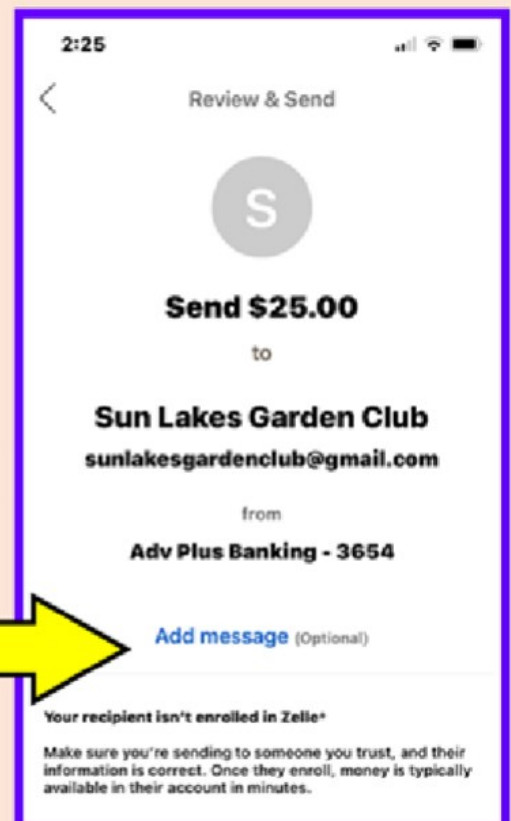 2:25
Review & Send
S
Send $25.00
to
Sun Lakes Garden Club
sunlakesgardenclub@gmail.com
from
Adv Plus Banking - 3654
Add message (Optional)
Your recipient isn't enrolled in Zelle®
Make sure you're sending to someone you trust, and their
information is correct. Once they enroll, money is typically
available in their account in minutes.